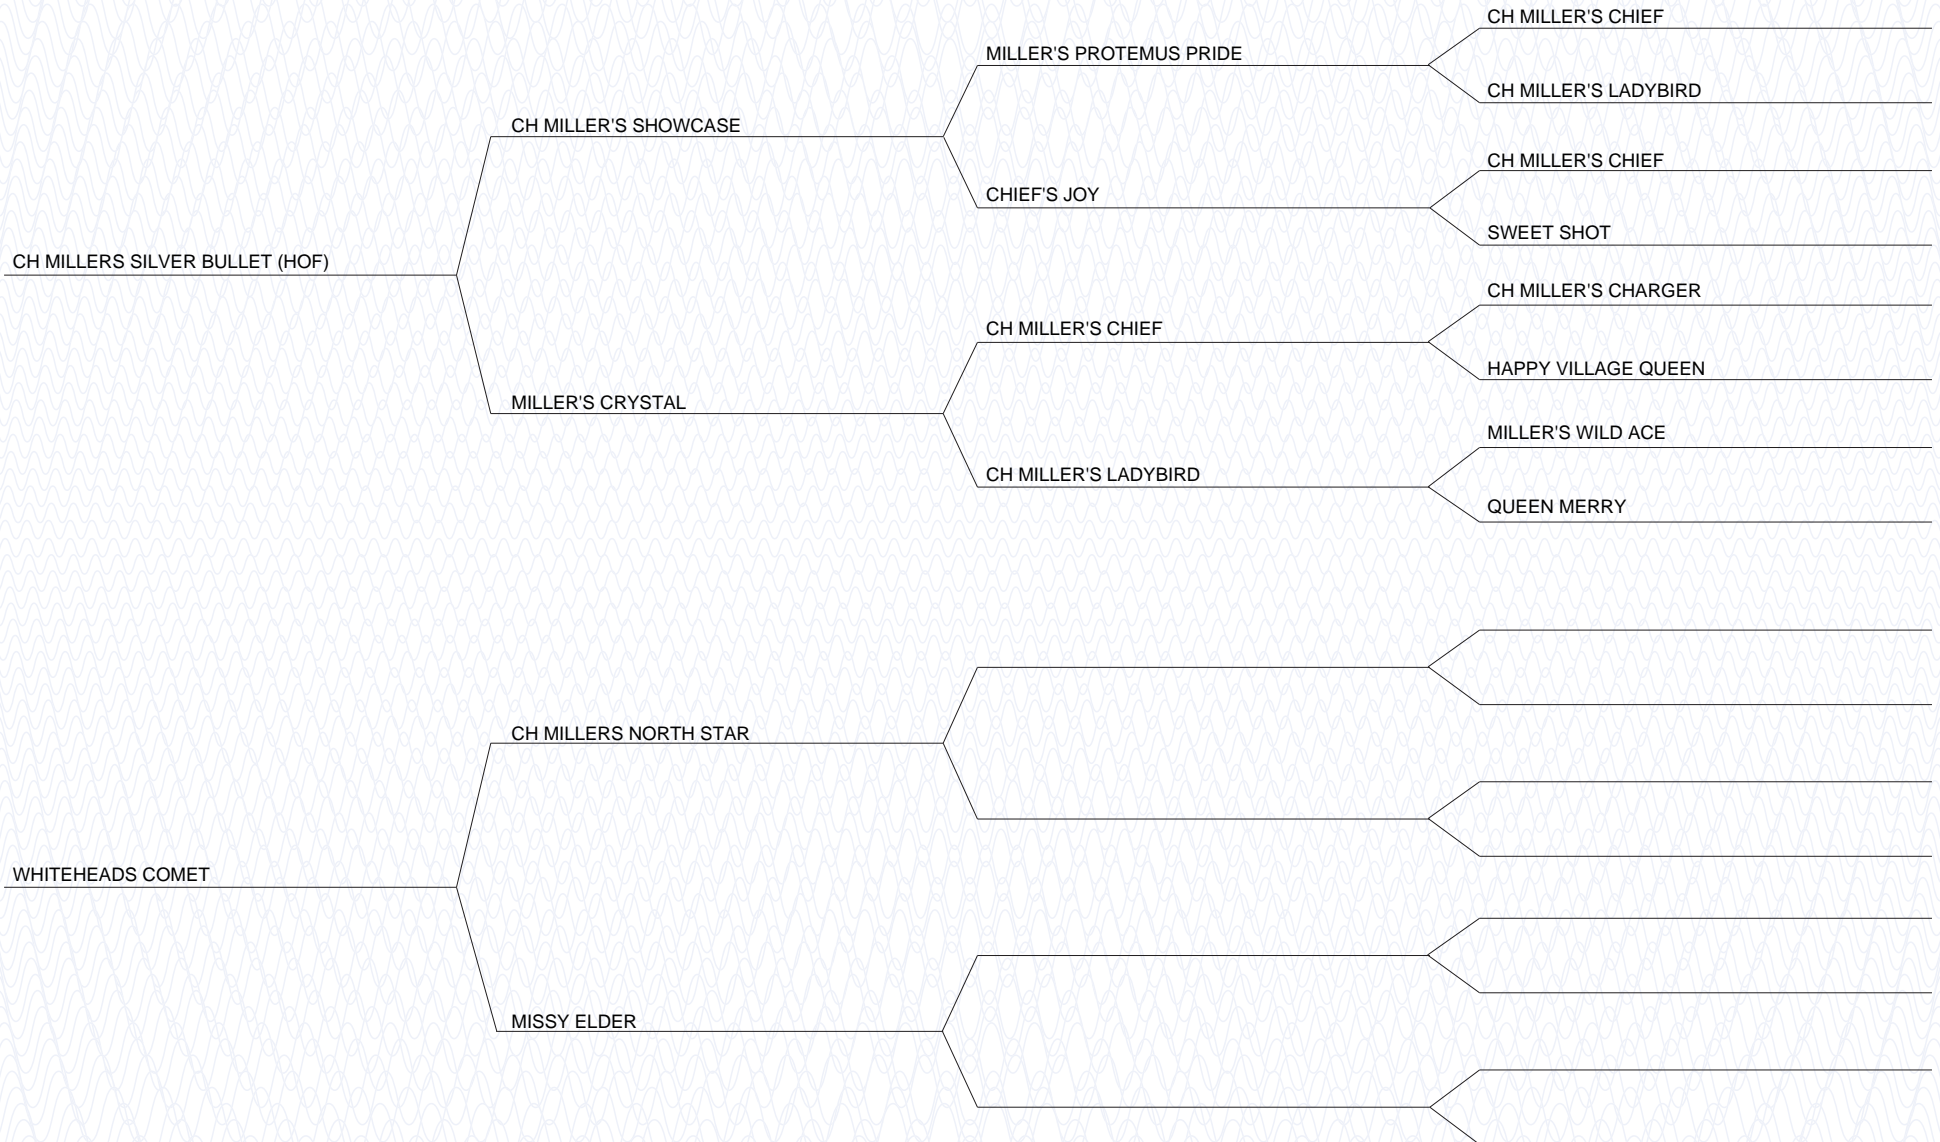 CH MILLER'S CHIEF
MILLER'S PROTEMUS PRIDE
CH MILLER'S LADYBIRD
CH MILLER'S SHOWCASE
CH MILLER'S CHIEF
CHIEF'S JOY
SWEET SHOT
CH MILLERS SILVER BULLET (HOF)
CH MILLER'S CHARGER
CH MILLER'S CHIEF
HAPPY VILLAGE QUEEN
MILLER'S CRYSTAL
MILLER'S WILD ACE
CH MILLER'S LADYBIRD
QUEEN MERRY
CH MILLERS NORTH STAR
WHITEHEADS COMET
MISSY ELDER